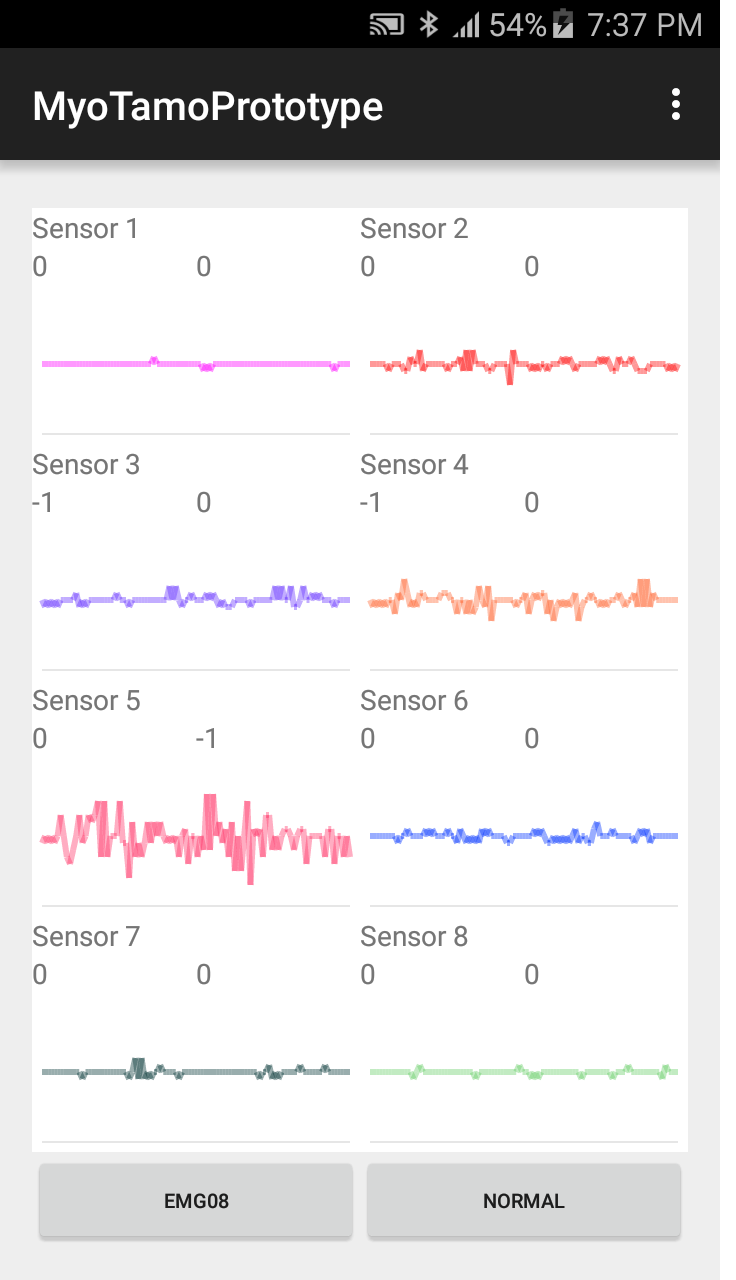 54% 7:37 PM
MyoTamoPrototype
Sensor 1 Sensor 2
0 0 0 0
Sensor 3 Sensor 4
-1 0 -1 0
Sensor 5 Sensor 6
0 -1 0 0
Sensor 7 Sensor 8
0 0 0 0
EMG08 NORMAL